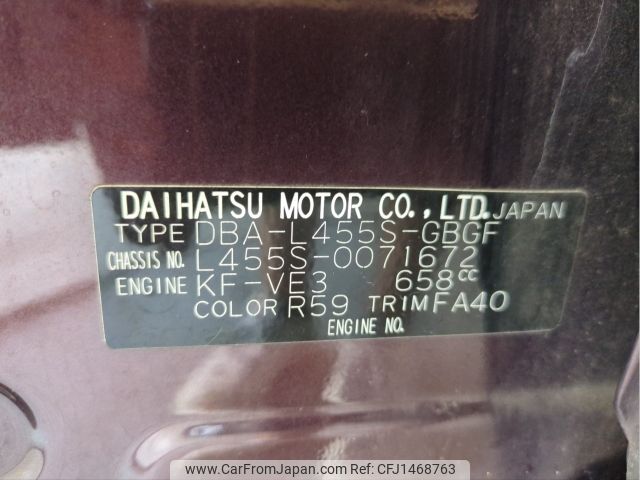 DAIHATSU MOTOR CO., LTD. JAPAN
TYPE DBA-L455S-GBGF
CHASSIS NO. L455S-0071672
ENGINE KF-VE3 658cc
COLOR R59 TRIM FA40
ENGINE NO.
www.CarFromJapan.com | Ref No. CFJ1468763